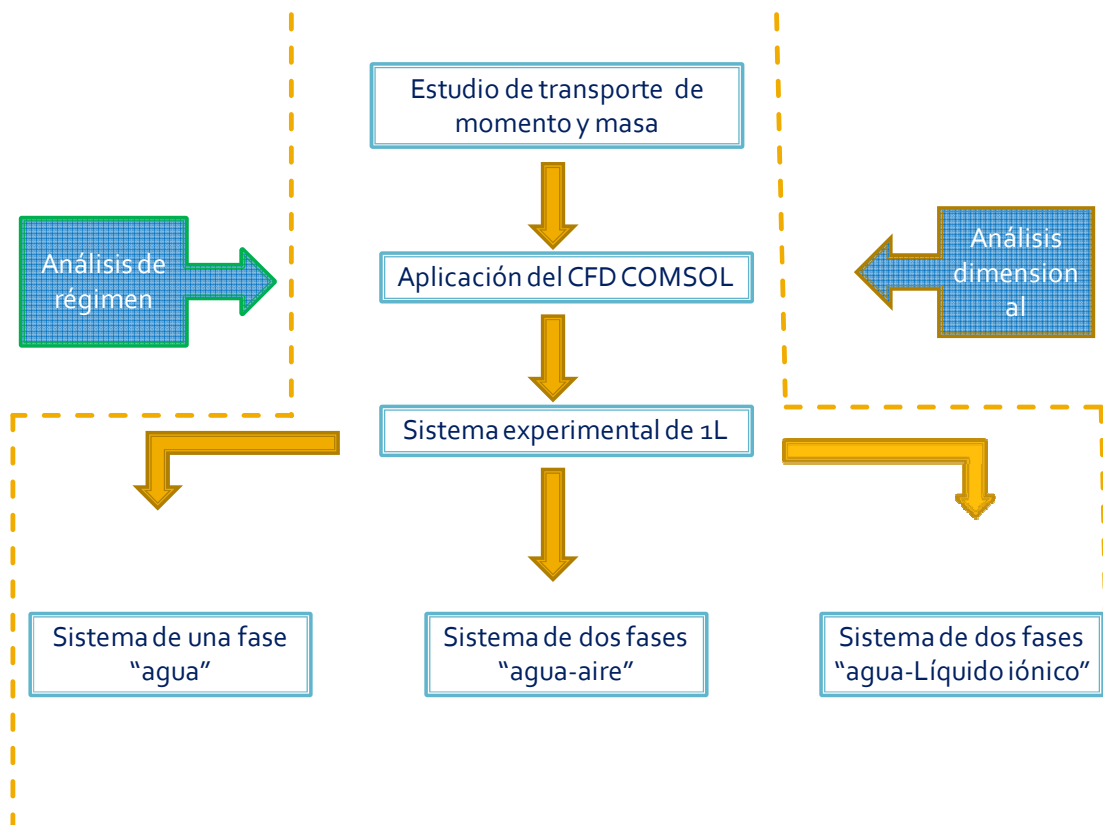 Estudio de transporte de
momento y masa
Análisis de
régimen
Aplicación del CFD COMSOL
Análisis
dimension
al
Sistema experimental de 1L
Sistema de una fase
“agua”
Sistema de dos fases
“agua-aire”
Sistema de dos fases
“agua-Líquido iónico”